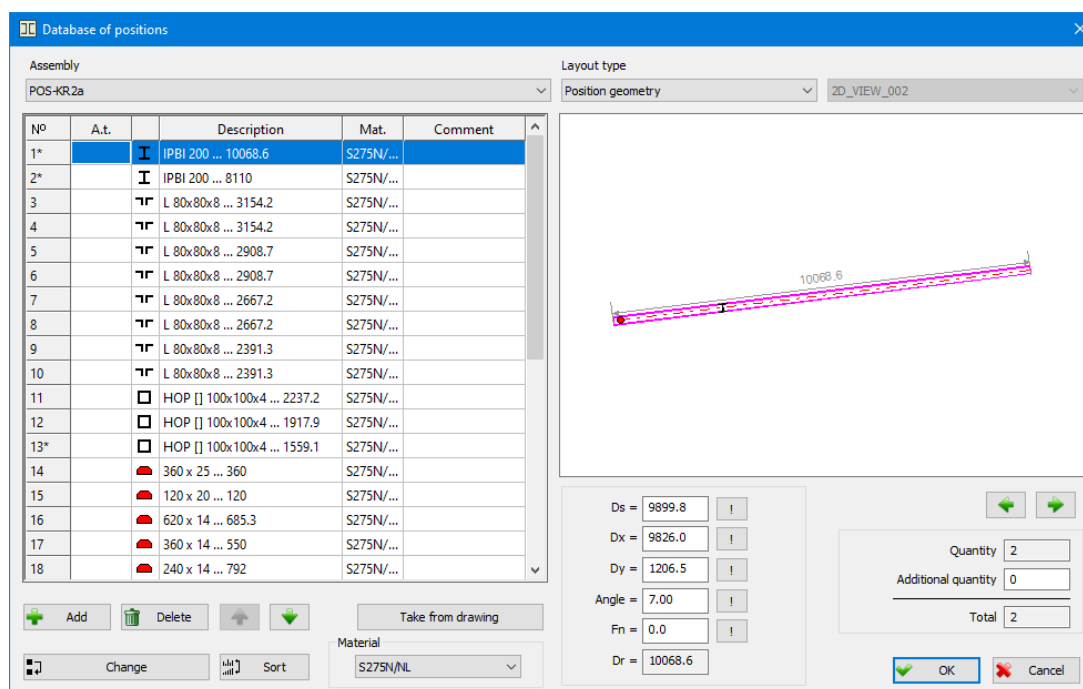 Database of positions
Assembly
POS-KR2a
Layout type
Position geometry
2D_VIEW_002
Nº A.t. Description Mat. Comment
1* IPBI 200 ... 10068.6 S275N/...
2* IPBI 200 ... 8110 S275N/...
3 L 80x80x8 ... 3154.2 S275N/...
4 L 80x80x8 ... 3154.2 S275N/...
5 L 80x80x8 ... 2908.7 S275N/...
6 L 80x80x8 ... 2908.7 S275N/...
7 L 80x80x8 ... 2667.2 S275N/...
8 L 80x80x8 ... 2667.2 S275N/...
9 L 80x80x8 ... 2391.3 S275N/...
10 L 80x80x8 ... 2391.3 S275N/...
11 HOP [] 100x100x4 ... 2237.2 S275N/...
12 HOP [] 100x100x4 ... 1917.9 S275N/...
13* HOP [] 100x100x4 ... 1559.1 S275N/...
14 360 x 25 ... 360 S275N/...
15 120 x 20 ... 120 S275N/...
16 620 x 14 ... 685.3 S275N/...
17 360 x 14 ... 550 S275N/...
18 240 x 14 ... 792 S275N/...
10068.6
Add
Delete
Take from drawing
Change
Sort
Material
S275N/NL
Ds = 9899.8 !
Dx = 9826.0 !
Dy = 1206.5 !
Angle = 7.00 !
Fn = 0.0 !
Dr = 10068.6
Quantity 2
Additional quantity 0
Total 2
OK
Cancel